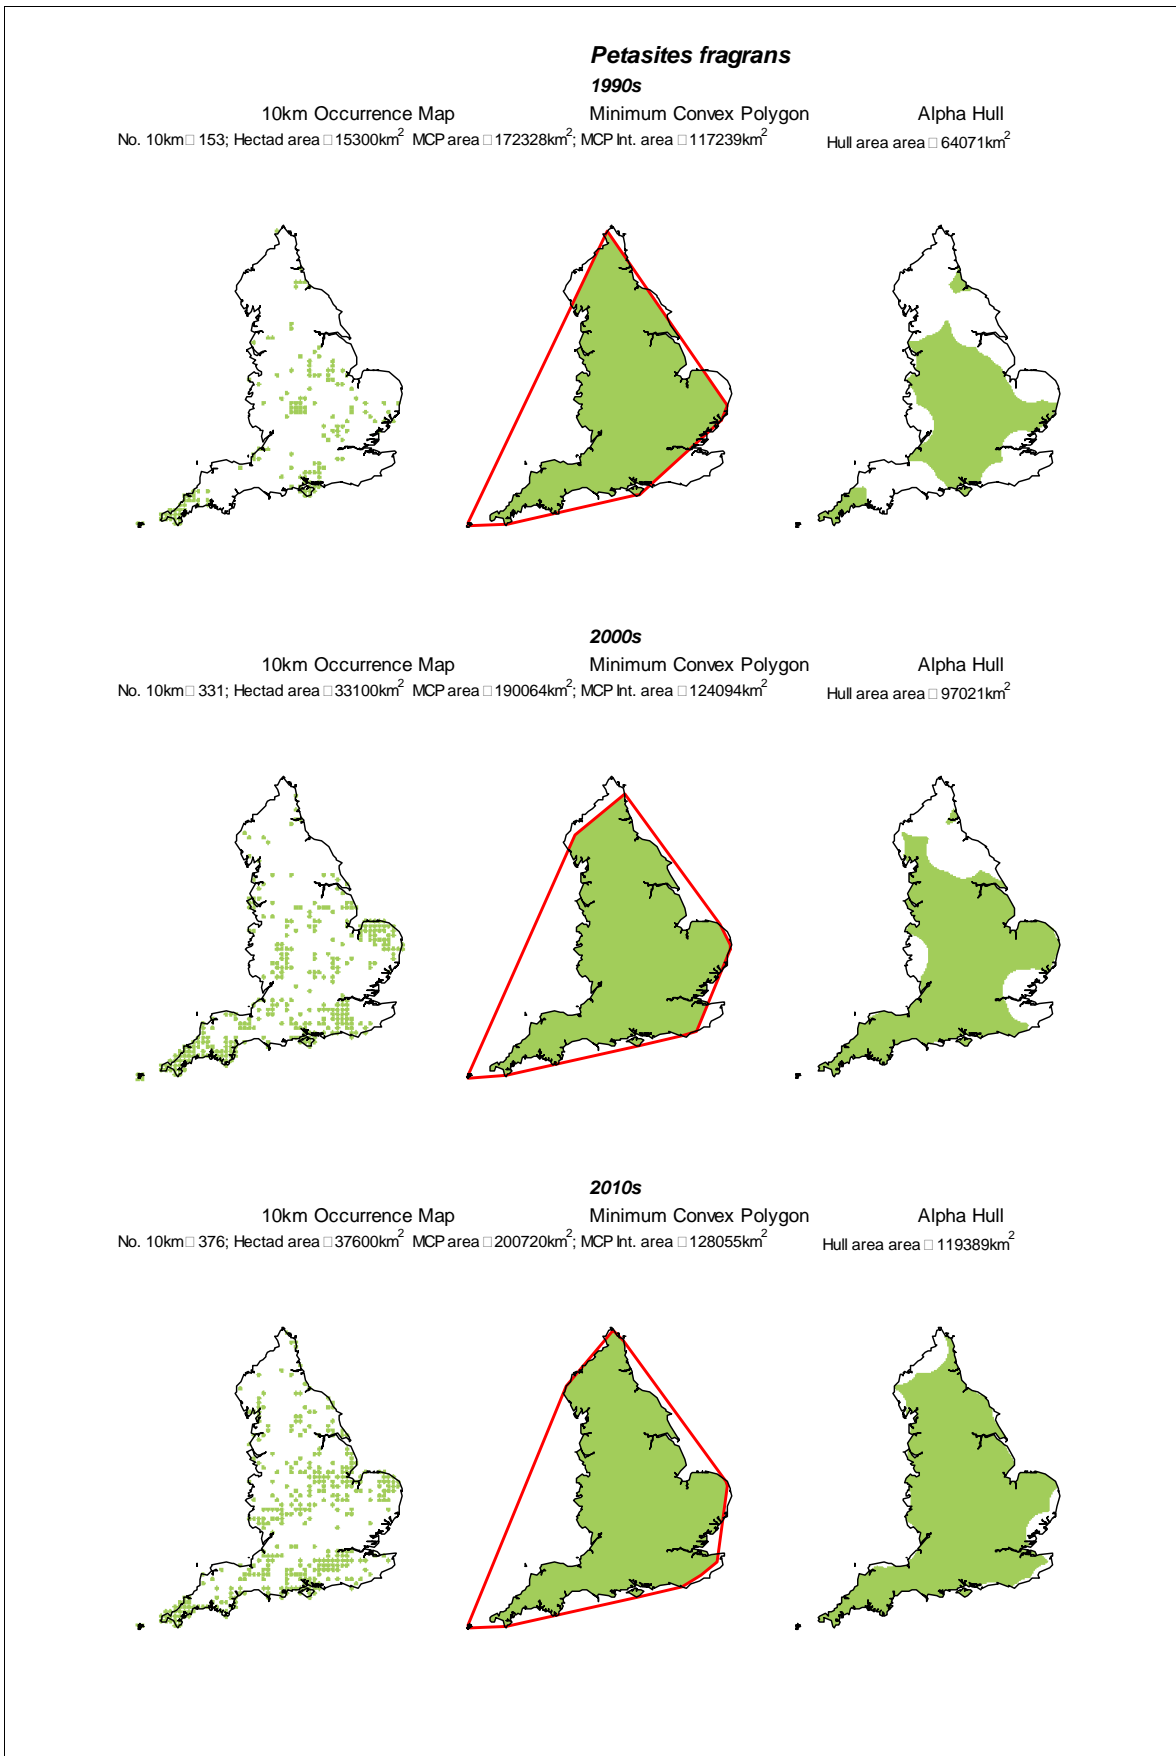 Petasites fragrans
1990s
10km Occurrence Map Minimum Convex Polygon Alpha Hull
No. 10km□153; Hectad area□15300km² MCP area□172328km²; MCP Int. area□117239km² Hull area area□64071km²
2000s
10km Occurrence Map Minimum Convex Polygon Alpha Hull
No. 10km□331; Hectad area□33100km² MCP area□190064km²; MCP Int. area□124094km² Hull area area□97021km²
2010s
10km Occurrence Map Minimum Convex Polygon Alpha Hull
No. 10km□376; Hectad area□37600km² MCP area□200720km²; MCP Int. area□128055km² Hull area area□119389km²